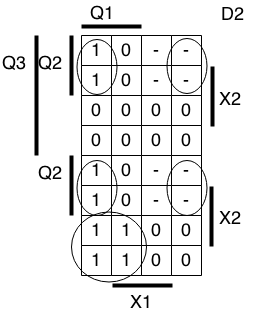 Q1 D2
Q3 Q2 1 0 - -
1 0 - -
X2
0 0 0 0
0 0 0 0
Q2 1 0 - -
1 0 - -
X2
1 1 0 0
1 1 0 0
X1